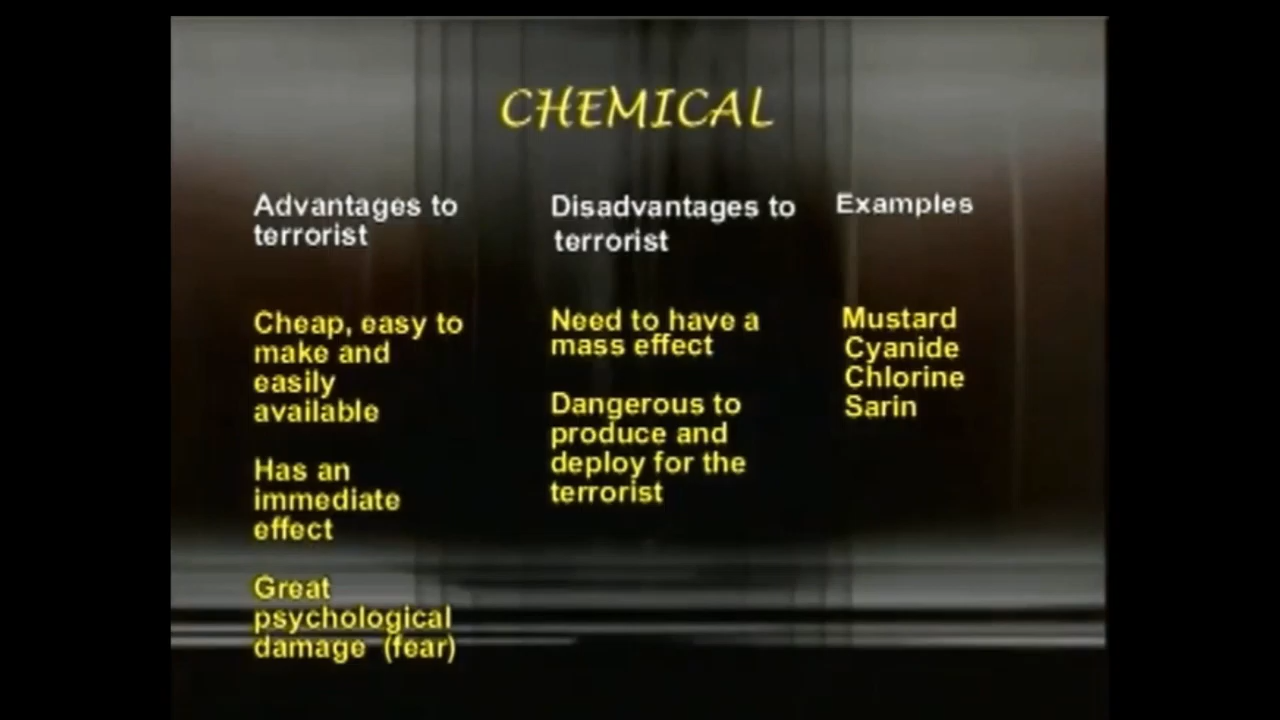 CHEMICAL
Advantages to
terrorist
Disadvantages to
terrorist
Examples
Cheap, easy to
make and
easily
available
Has an
immediate
effect
Great
psychological
damage (fear)
Need to have a
mass effect
Dangerous to
produce and
deploy for the
terrorist
Mustard
Cyanide
Chlorine
Sarin